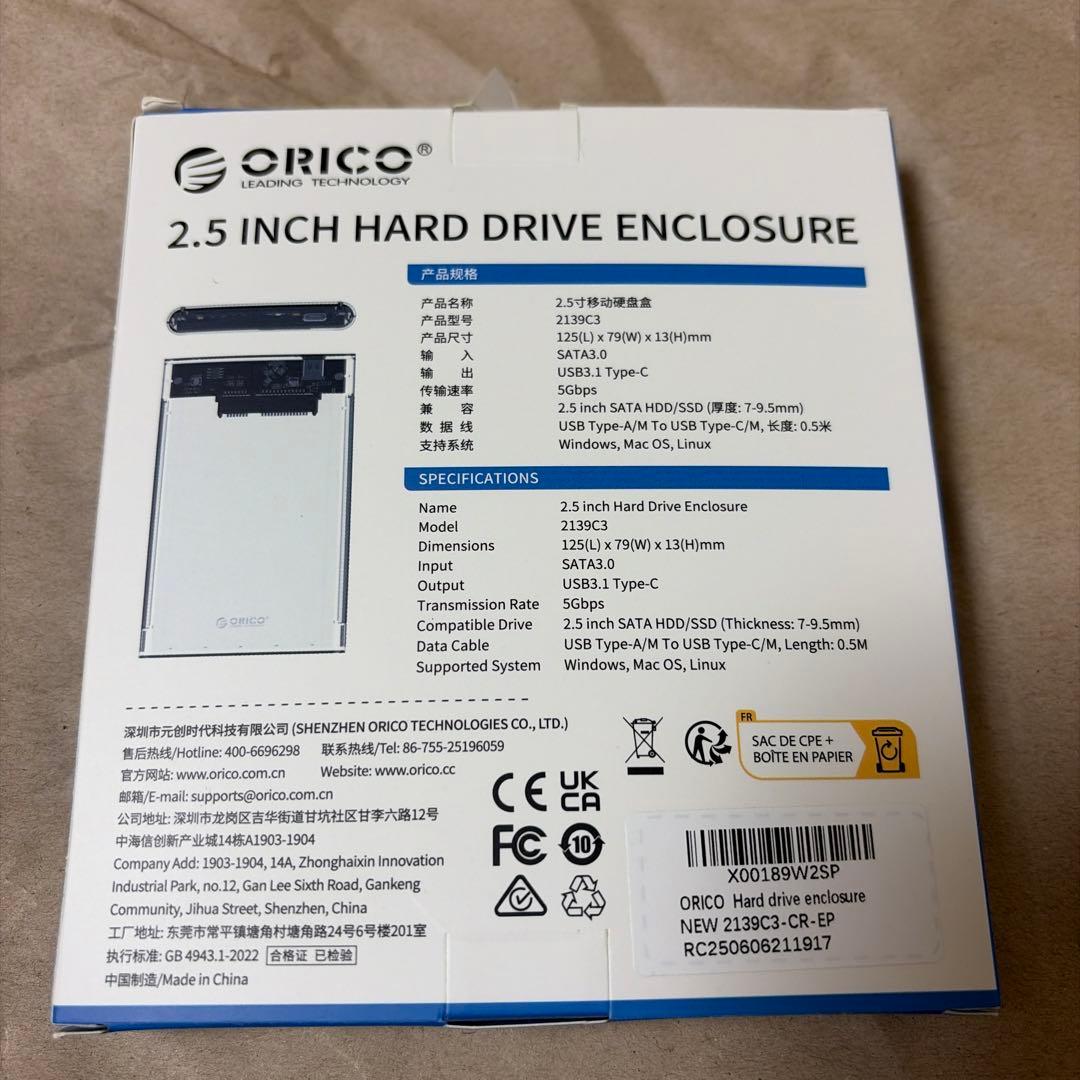 ORICO®
LEADING TECHNOLOGY
2.5 INCH HARD DRIVE ENCLOSURE
产品规格
产品名称 2.5寸移动硬盘盒
产品型号 2139C3
产品尺寸 125(L) x 79(W) x 13(H)mm
输 入 SATA3.0
输 出 USB3.1 Type-C
传输速率 5Gbps
兼 容 2.5 inch SATA HDD/SSD (厚度: 7-9.5mm)
数 据 线 USB Type-A/M To USB Type-C/M, 长度: 0.5米
支持系统 Windows, Mac OS, Linux
SPECIFICATIONS
Name 2.5 inch Hard Drive Enclosure
Model 2139C3
Dimensions 125(L) x 79(W) x 13(H)mm
Input SATA3.0
Output USB3.1 Type-C
Transmission Rate 5Gbps
Compatible Drive 2.5 inch SATA HDD/SSD (Thickness: 7-9.5mm)
Data Cable USB Type-A/M To USB Type-C/M, Length: 0.5M
Supported System Windows, Mac OS, Linux
ORICO
深圳市元创时代科技有限公司 (SHENZHEN ORICO TECHNOLOGIES CO., LTD.)
售后热线/Hotline: 400-6696298 联系热线/Tel: 86-755-25196059
官方网站: www.orico.com.cn Website: www.orico.cc
邮箱/E-mail: supports@orico.com.cn
公司地址: 深圳市龙岗区吉华街道甘坑社区甘李六路12号
中海信创新产业城14栋A1903-1904
Company Add: 1903-1904, 14A, Zhonghaixin Innovation
Industrial Park, no.12, Gan Lee Sixth Road, Gankeng
Community, Jihua Street, Shenzhen, China
工厂地址: 东莞市常平镇塘角村塘角路24号6号楼201室
执行标准: GB 4943.1-2022 合格证 已检验
中国制造/Made in China
FR
SAC DE CPE +
BOÎTE EN PAPIER
CE
UK
CA
FC
10
X00189W2SP
ORICO Hard drive enclosure
NEW 2139C3-CR-EP
RC250606211917